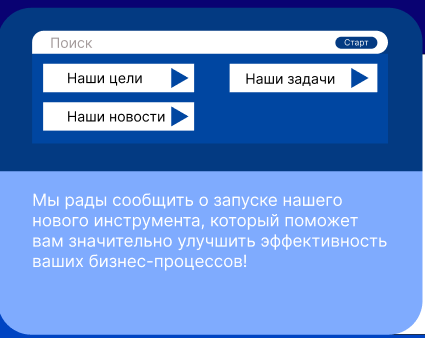 Поиск
Старт
Наши цели
Наши задачи
Наши новости
Мы рады сообщить о запуске нашего
нового инструмента, который поможет
вам значительно улучшить эффективность
ваших бизнес-процессов!